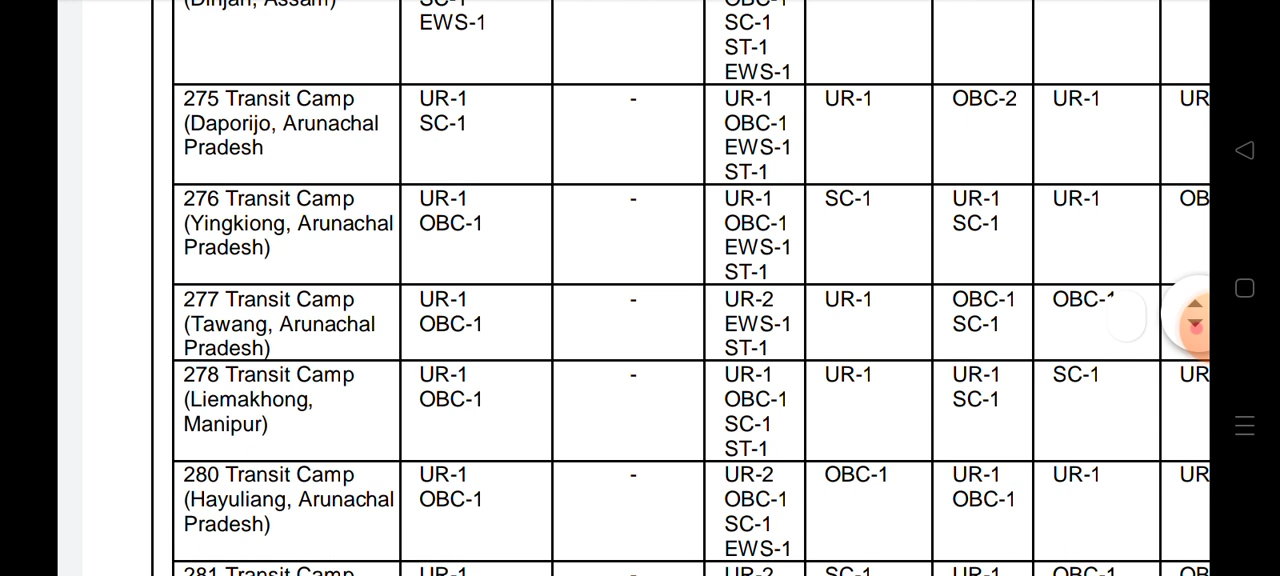 (Dinjan, Assam)
SC-1
EWS-1
OBC-1
SC-1
ST-1
EWS-1
275 Transit Camp
(Daporijo, Arunachal
Pradesh
UR-1
SC-1
-
UR-1
OBC-1
EWS-1
ST-1
UR-1
OBC-2
UR-1
UR
276 Transit Camp
(Yingkiong, Arunachal
Pradesh)
UR-1
OBC-1
-
UR-1
OBC-1
EWS-1
ST-1
SC-1
UR-1
SC-1
UR-1
OB
277 Transit Camp
(Tawang, Arunachal
Pradesh)
UR-1
OBC-1
-
UR-2
EWS-1
ST-1
UR-1
OBC-1
SC-1
OBC-1
278 Transit Camp
(Liemakhong,
Manipur)
UR-1
OBC-1
-
UR-1
OBC-1
SC-1
ST-1
UR-1
UR-1
SC-1
SC-1
UR
280 Transit Camp
(Hayuliang, Arunachal
Pradesh)
UR-1
OBC-1
-
UR-2
OBC-1
SC-1
EWS-1
OBC-1
UR-1
OBC-1
UR-1
UR
281 Transit Camp
UR-1
-
UR-2
SC-1
UR-1
OBC-1
OB